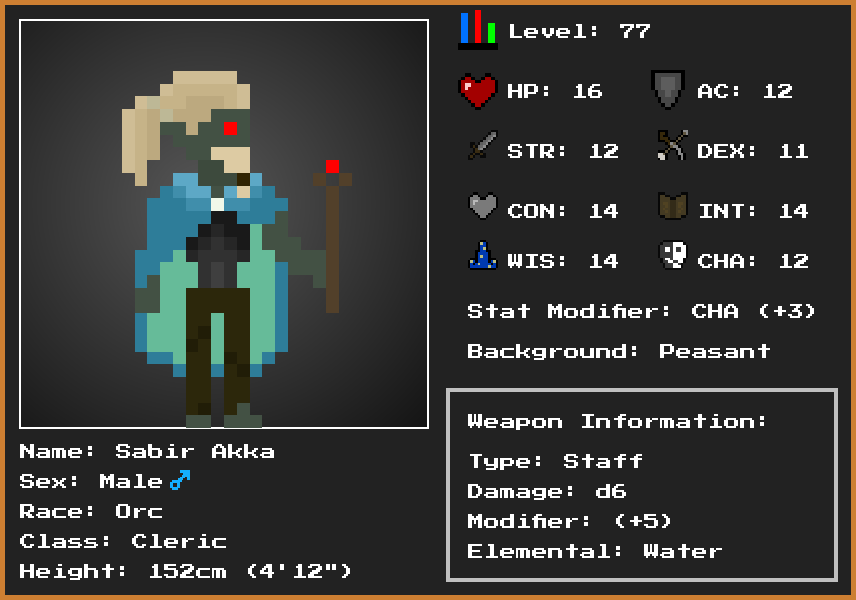 Level: 77
HP: 16
AC: 12
STR: 12
DEX: 11
CON: 14
INT: 14
WIS: 14
CHA: 12
Stat Modifier: CHA (+3)
Background: Peasant
Weapon Information:
Type: Staff
Damage: d6
Modifier: (+5)
Elemental: Water
Name: Sabir Akka
Sex: Male ♂
Race: Orc
Class: Cleric
Height: 152cm (4'12")